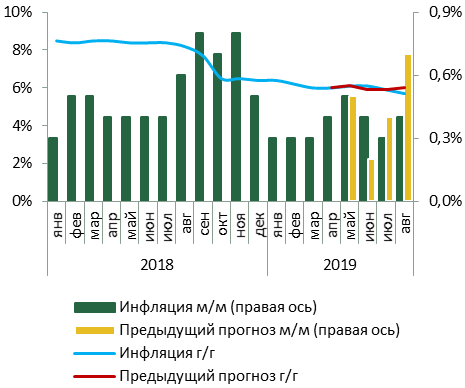 10% 0,9%
8%
6% 0,6%
4% 0,3%
2%
0% 0,0%
янв фев мар апр май июн июл авг сен окт ноя дек янв фев мар апр май июн июл авг
2018 2019
Инфляция м/м (правая ось)
Предыдущий прогноз м/м (правая ось)
Инфляция г/г
Предыдущий прогноз г/г